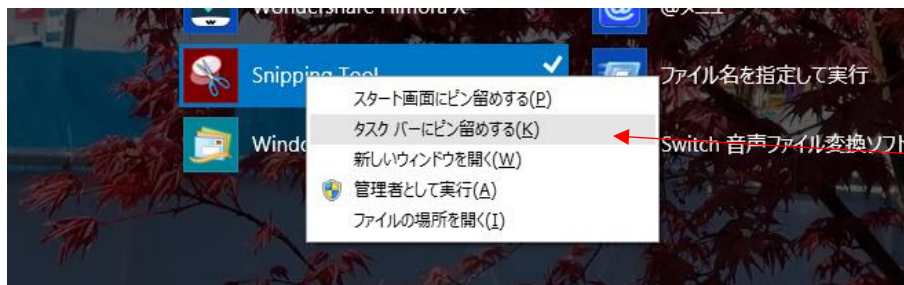 Snipping Tool
ファイル名を指定して実行
スタート画面にピン留めする(P)
タスク バーにピン留めする(K)
新しいウィンドウを開く(W)
管理者として実行(A)
ファイルの場所を開く(I)
Switch 音声ファイル変換ソフト